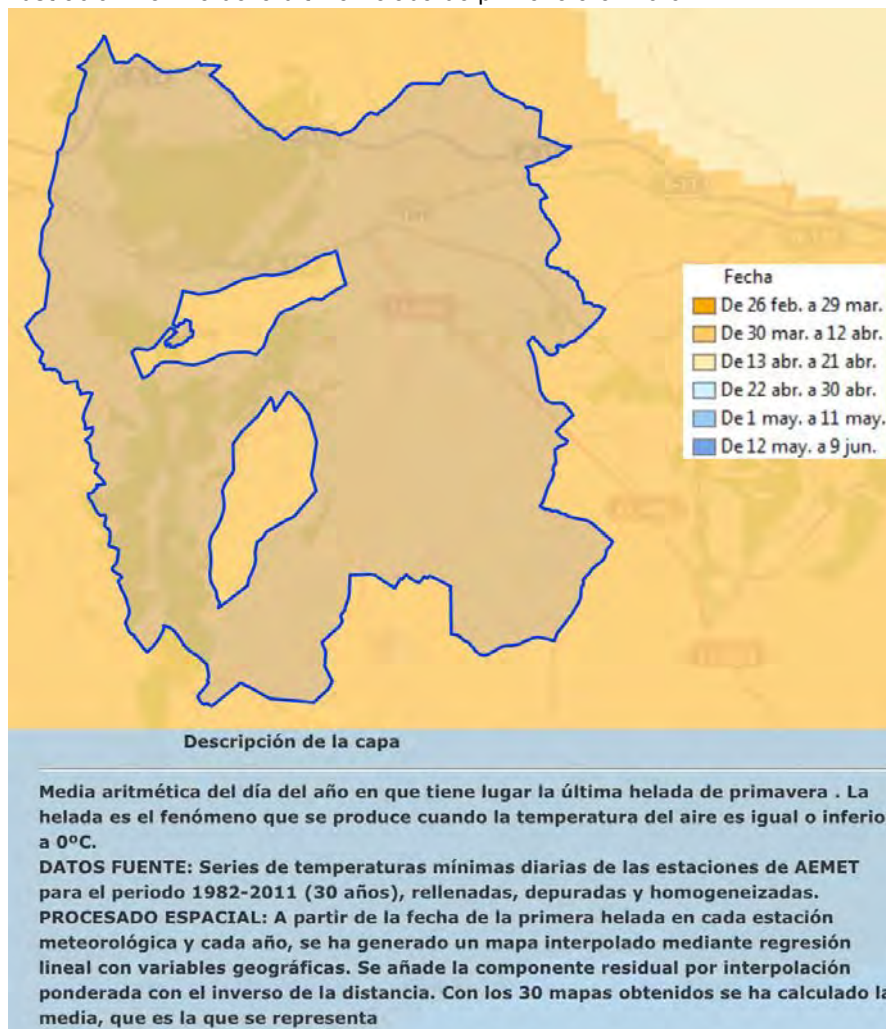 Fecha
De 26 feb. a 29 mar.
De 30 mar. a 12 abr.
De 13 abr. a 21 abr.
De 22 abr. a 30 abr.
De 1 may. a 11 may.
De 12 may. a 9 jun.
Descripción de la capa
Media aritmética del día del año en que tiene lugar la última helada de primavera . La
helada es el fenómeno que se produce cuando la temperatura del aire es igual o inferio
a 0ºC.
DATOS FUENTE: Series de temperaturas mínimas diarias de las estaciones de AEMET
para el periodo 1982-2011 (30 años), rellenadas, depuradas y homogeneizadas.
PROCESADO ESPACIAL: A partir de la fecha de la primera helada en cada estación
meteorológica y cada año, se ha generado un mapa interpolado mediante regresión
lineal con variables geográficas. Se añade la componente residual por interpolación
ponderada con el inverso de la distancia. Con los 30 mapas obtenidos se ha calculado la
media, que es la que se representa